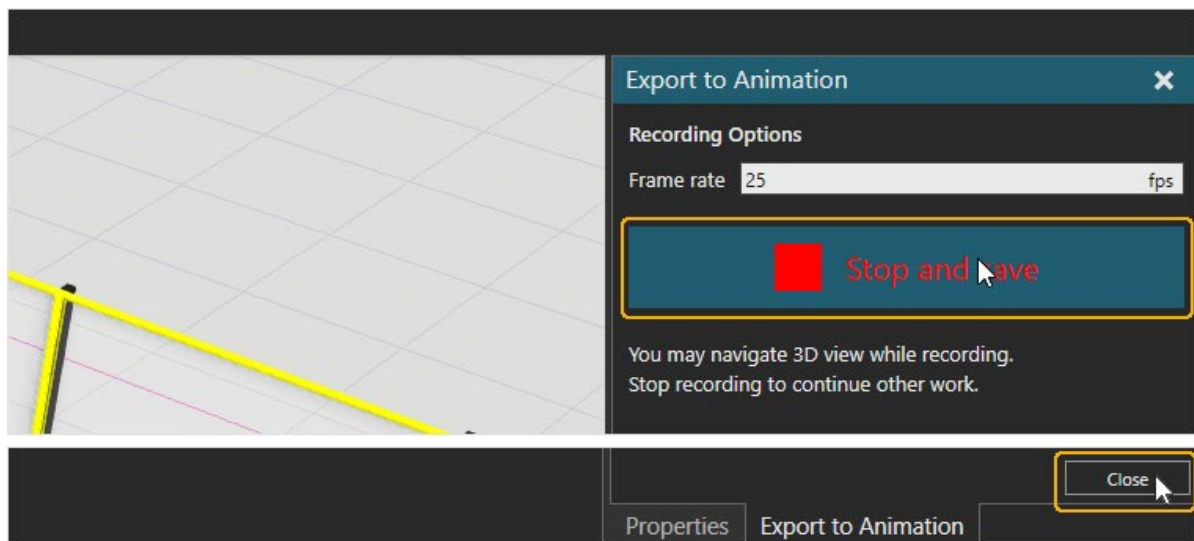 Export to Animation
Recording Options
Frame rate 25 fps
Stop and save
You may navigate 3D view while recording.
Stop recording to continue other work.
Close
Properties Export to Animation